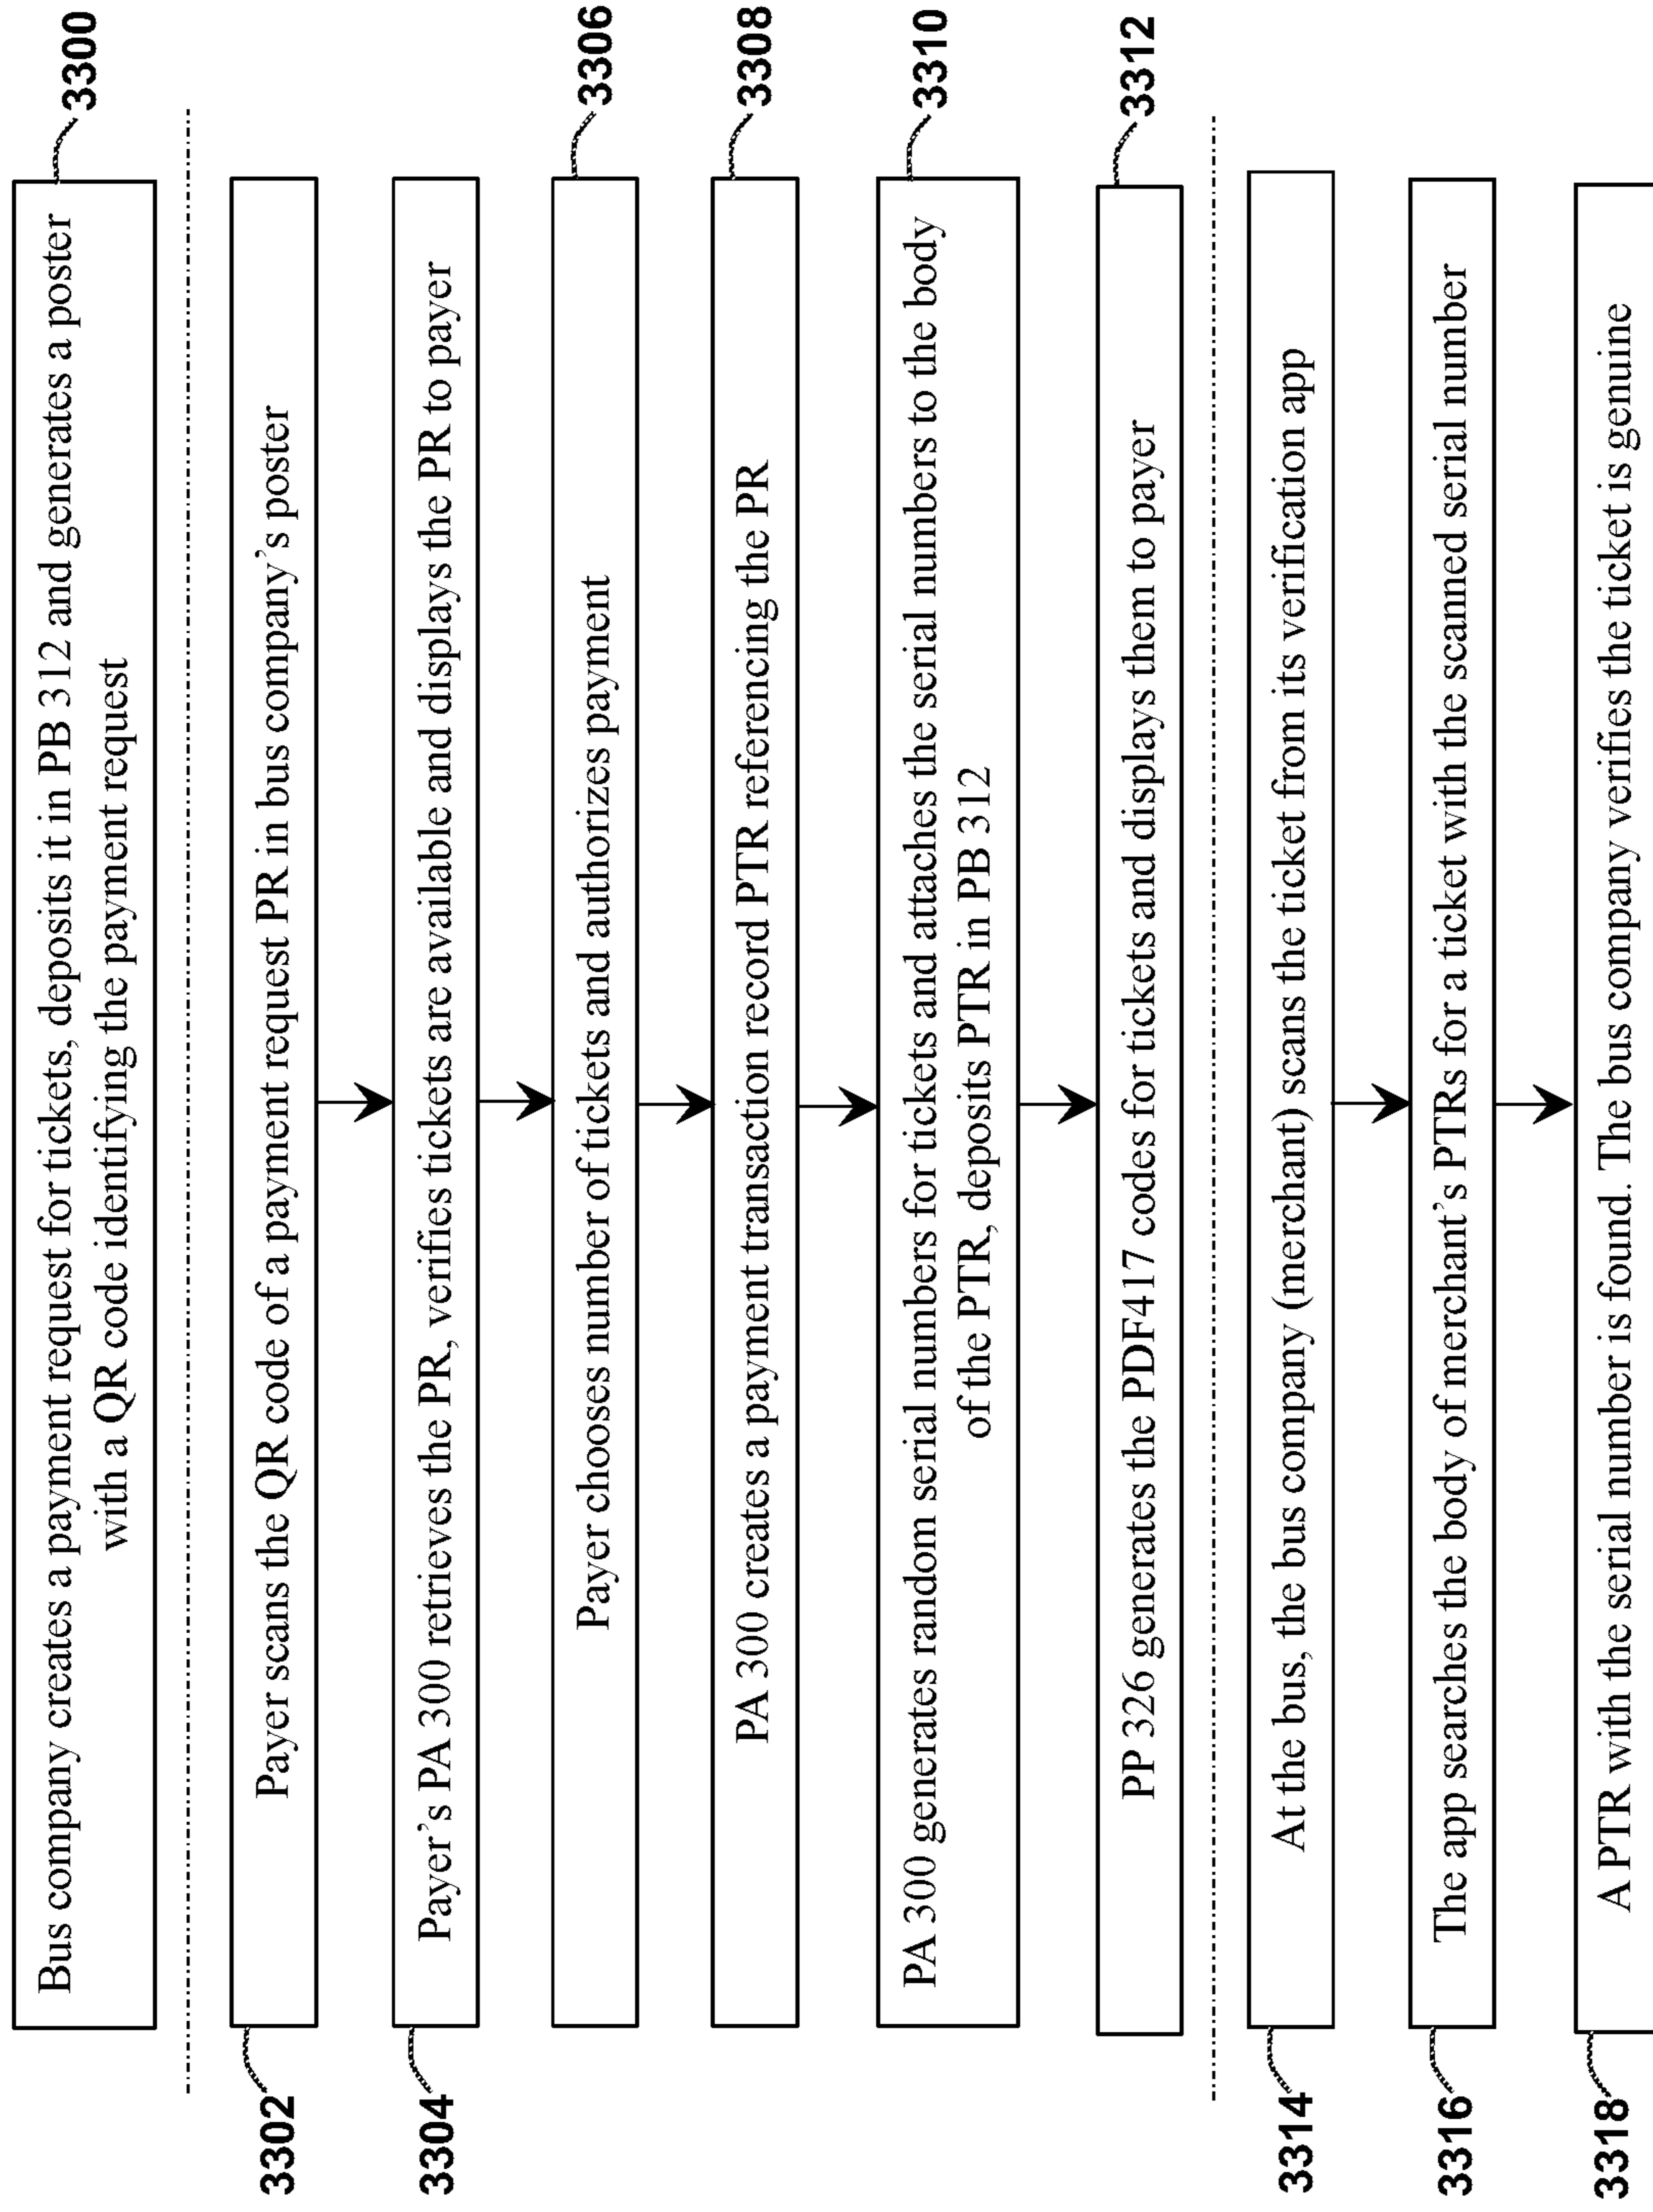 Bus company creates a payment request for tickets, deposits it in PB 312 and generates a poster
with a QR code identifying the payment request
3300
Payer scans the QR code of a payment request PR in bus company’s poster
3302
Payer’s PA 300 retrieves the PR, verifies tickets are available and displays the PR to payer
3304
Payer chooses number of tickets and authorizes payment
3306
PA 300 creates a payment transaction record PTR referencing the PR
3308
PA 300 generates random serial numbers for tickets and attaches the serial numbers to the body
of the PTR, deposits PTR in PB 312
3310
PP 326 generates the PDF417 codes for tickets and displays them to payer
3312
At the bus, the bus company (merchant) scans the ticket from its verification app
3314
The app searches the body of merchant’s PTRs for a ticket with the scanned serial number
3316
A PTR with the serial number is found. The bus company verifies the ticket is genuine
3318